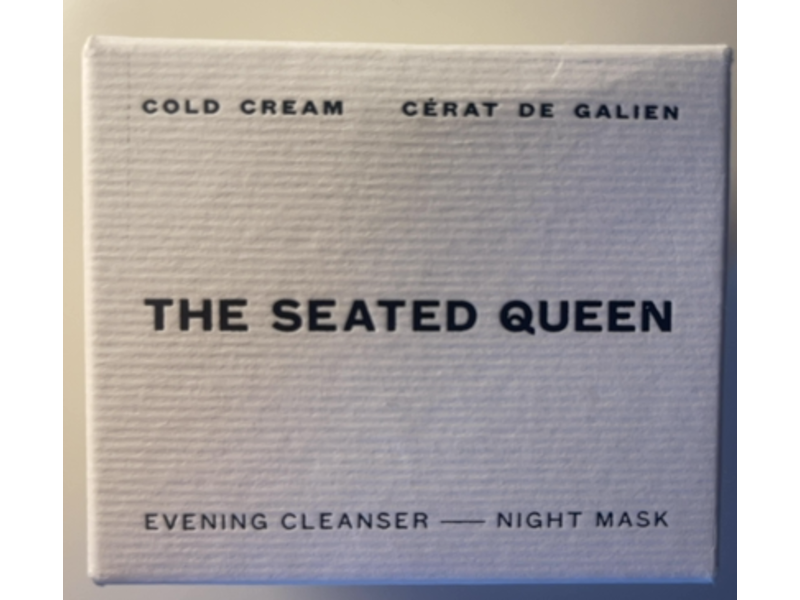 COLD CREAM CÉRAT DE GALIEN
THE SEATED QUEEN
EVENING CLEANSER — NIGHT MASK